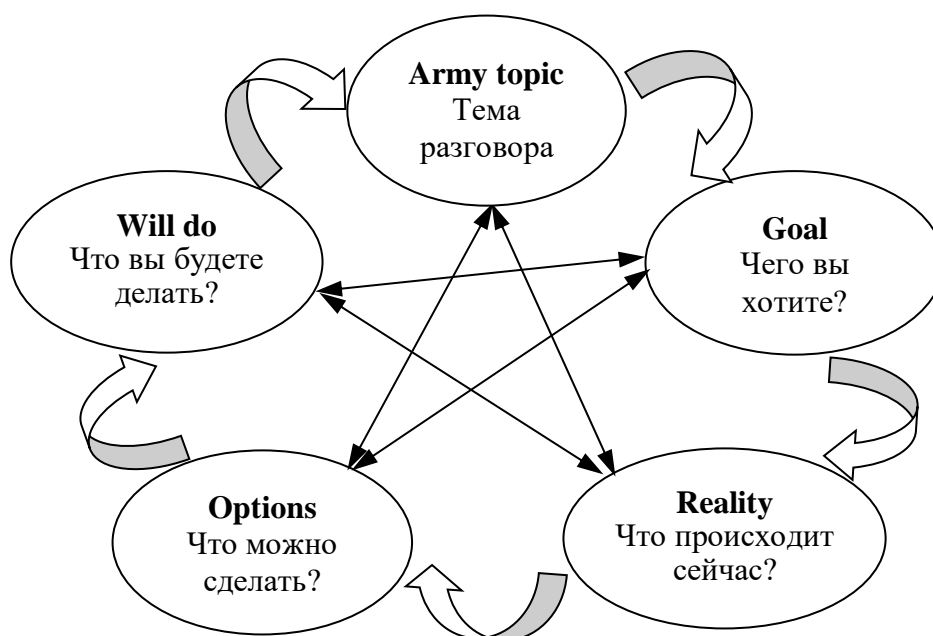 Army topic
Тема
разговора
Goal
Чего вы
хотите?
Reality
Что происходит
сейчас?
Options
Что можно
сделать?
Will do
Что вы будете
делать?